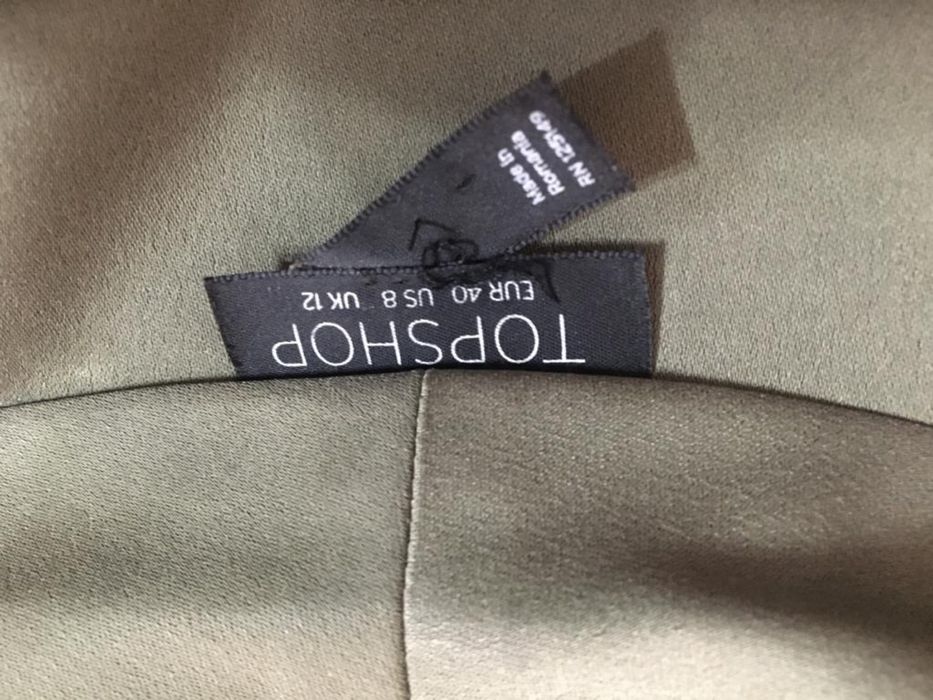 TOPSHOP
EUR 40 US 8 UK 12
Made In
Romania
RN 125149